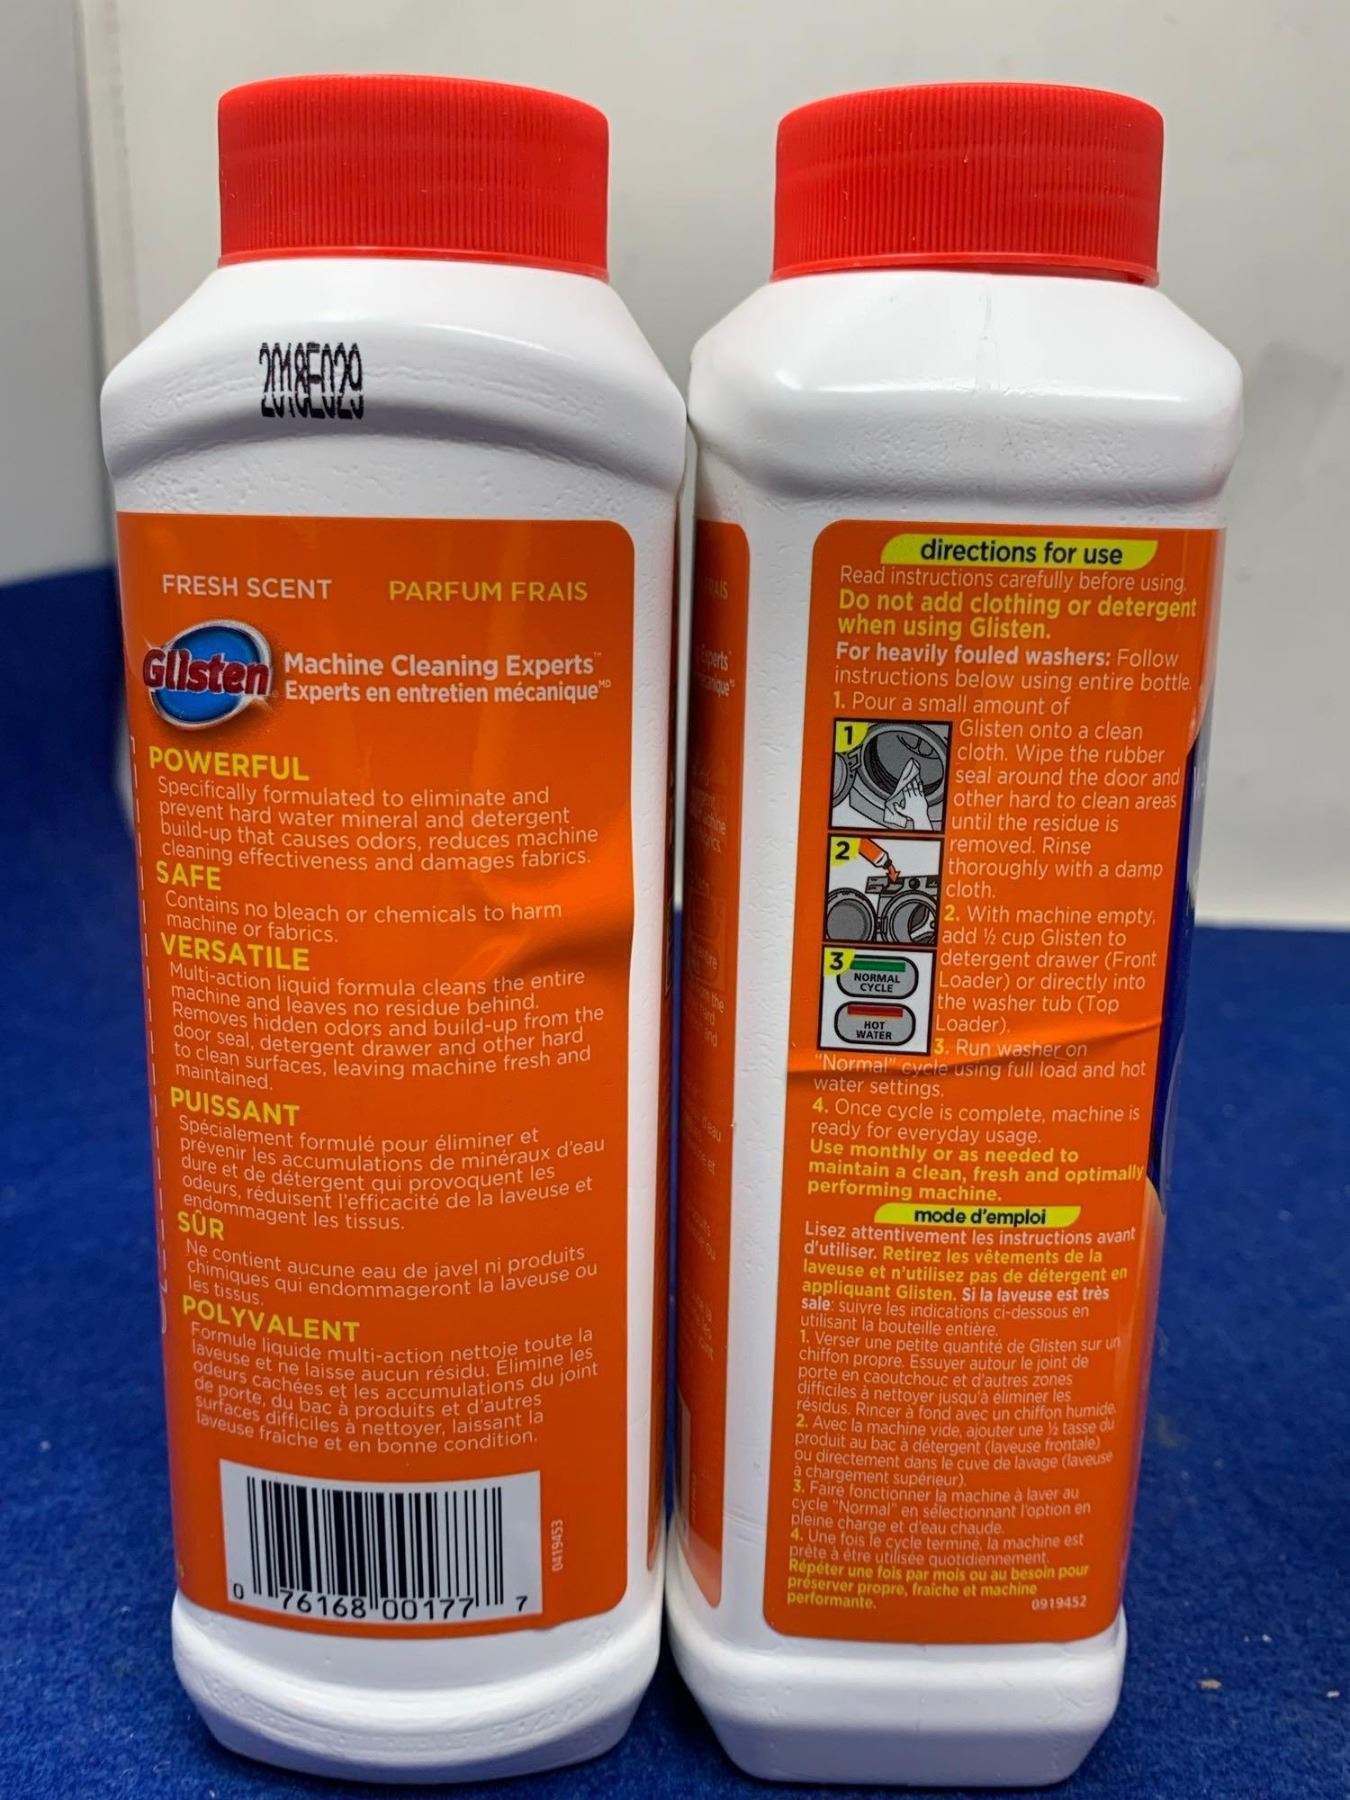 2018E029
FRESH SCENT PARFUM FRAIS
Glisten
Machine Cleaning Experts™
Experts en entretien mécanique MD
POWERFUL
Specifically formulated to eliminate and
prevent hard water mineral and detergent
build-up that causes odors, reduces machine
cleaning effectiveness and damages fabrics.
SAFE
Contains no bleach or chemicals to harm
machine or fabrics.
VERSATILE
Multi-action liquid formula cleans the entire
machine and leaves no residue behind.
Removes hidden odors and build-up from the
door seal, detergent drawer and other hard
to clean surfaces, leaving machine fresh and
maintained.
PUISSANT
Spécialement formulé pour éliminer et
prévenir les accumulations de minéraux d'eau
dure et de détergent qui provoquent les
odeurs, réduisent l'efficacité de la laveuse et
endommagent les tissus.
SÛR
Ne contient aucune eau de javel ni produits
chimiques qui endommageront la laveuse ou
les tissus.
POLYVALENT
Formule liquide multi-action nettoje toute la
laveuse et ne laisse aucun résidu. Élimine les
odeurs cachées et les accumulations du joint
de porte, du bac à produits et d'autres
surfaces difficiles à nettoyer, laissant la
laveuse fraîche et en bonne condition.
0 76168 00177 7
0419453
directions for use
Read instructions carefully before using.
Do not add clothing or detergent
when using Glisten.
For heavily fouled washers: Follow
instructions below using entire bottle.
1. Pour a small amount of
Glisten onto a clean
cloth. Wipe the rubber
seal around the door and
other hard to clean areas
until the residue is
removed. Rinse
thoroughly with a damp
cloth.
2. With machine empty,
add ½ cup Glisten to
detergent drawer (Front
Loader) or directly into
the washer tub (Top
Loader).
3. Run washer on
"Normal" cycle using full load and hot
water settings.
1
2
3
NORMAL
CYCLE
HOT
WATER
4. Once cycle is complete, machine is
ready for everyday usage.
Use monthly or as needed to
maintain a clean, fresh and optimally
performing machine.
mode d'emploi
Lisez attentivement les instructions avant
d'utiliser. Retirez les vêtements de la
laveuse et n'utilisez pas de détergent en
appliquant Glisten. Si la laveuse est très
sale: suivre les indications ci-dessous en
utilisant la bouteille entière.
1. Verser une petite quantité de Glisten sur un
chiffon propre. Essuyer autour le joint de
porte en caoutchouc et d'autres zones
difficiles à nettoyer jusqu'à éliminer les
résidus. Rincer à fond avec un chiffon humide.
2. Avec la machine vide, ajouter une ½ tasse du
produit au bac à détergent (laveuse frontale)
ou directement dans le cuve de lavage (laveuse
à chargement supérieur).
3. Faire fonctionner la machine à laver au
cycle "Normal" en sélectionnant l'option en
pleine charge et d'eau chaude.
4. Une fois le cycle terminé, la machine est
prête à être utilisée quotidiennement.
Répéter une fois par mois ou au besoin pour
préserver propre, fraîche et machine
performante.
0919452